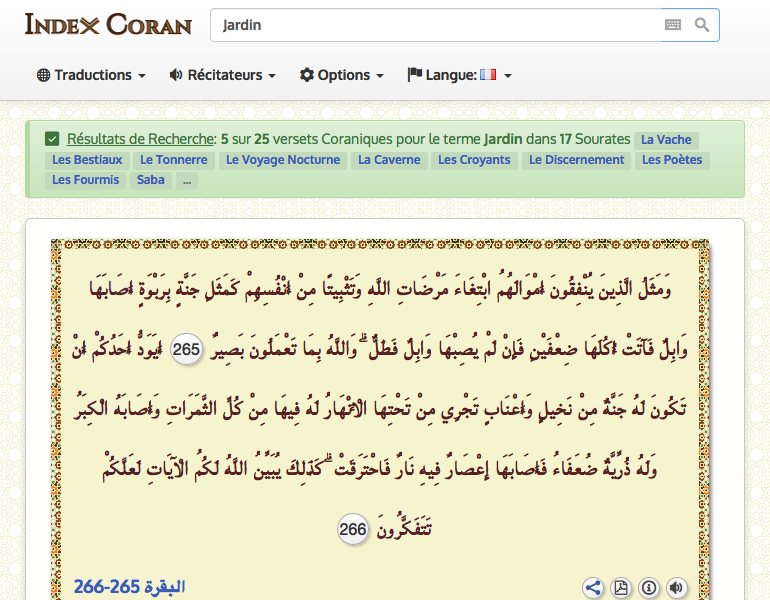 Index Coran
Jardin
Traductions Récitateurs Options Langue:
Résultats de Recherche: 5 sur 25 versets Coraniques pour le terme Jardin dans 17 Sourates La Vache
Les Bestiaux Le Tonnerre Le Voyage Nocturne La Caverne Les Croyants Le Discernement Les Poètes
Les Fourmis Saba ...
وَمَثَلُ الَّذِينَ يُنْفِقُونَ أَمْوَالَهُمُ ابْتِغَاءَ مَرْضَاتِ اللَّهِ وَتَثْبِيتًا مِنْ أَنْفُسِهِمْ كَمَثَلِ جَنَّةٍ بِرَبْوَةٍ أَصَابَهَا
وَابِلٌ فَآتَتْ أُكُلَهَا ضِعْفَيْنِ فَإِنْ لَمْ يُصِبْهَا وَابِلٌ فَطَلٌّ ۗ وَاللَّهُ بِمَا تَعْمَلُونَ بَصِيرٌ 265 أَيَوَدُّ أَحَدُكُمْ أَنْ
تَكُونَ لَهُ جَنَّةٌ مِنْ نَخِيلٍ وَأَعْنَابٍ تَجْرِي مِنْ تَحْتِهَا الْأَنْهَارُ لَهُ فِيهَا مِنْ كُلِّ الثَّمَرَاتِ وَأَصَابَهُ الْكِبَرُ
وَلَهُ ذُرِّيَّةٌ ضُعَفَاءُ فَأَصَابَهَا إِعْصَارٌ فِيهِ نَارٌ فَاحْتَرَقَتْ ۗ كَذَٰلِكَ يُبَيِّنُ اللَّهُ لَكُمُ الْآيَاتِ لَعَلَّكُمْ
تَتَفَكَّرُونَ 266
البقرة 265-266